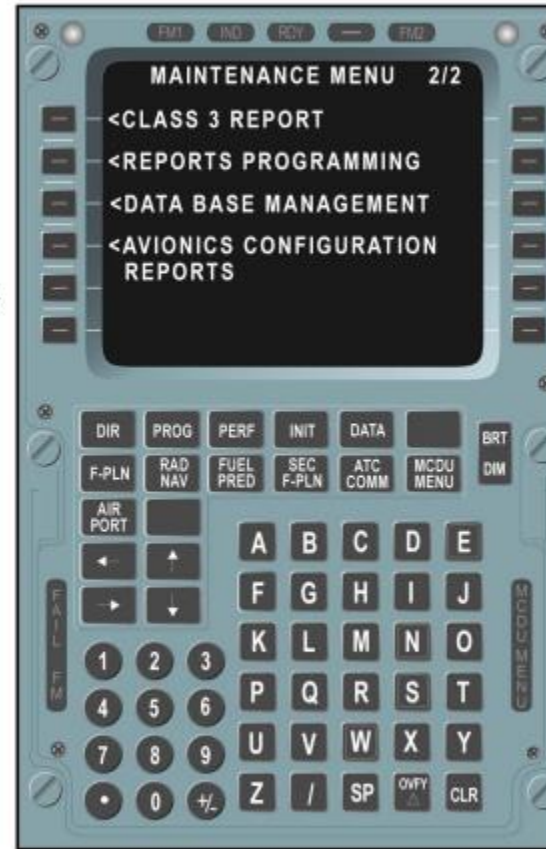 FM1 IND RDY FM2
MAINTENANCE MENU 2/2
<CLASS 3 REPORT
<REPORTS PROGRAMMING
<DATA BASE MANAGEMENT
<AVIONICS CONFIGURATION
REPORTS
DIR PROG PERF INIT DATA
BRT
F-PLN RAD NAV FUEL PRED SEC F-PLN ATC COMM MCDU MENU
DIM
AIR PORT
A B C D E
F G H I J
FAIL FM
MCDU MENU
K L M N O
1 2 3
P Q R S T
4 5 6
U V W X Y
7 8 9
Z / SP OVFY △ CLR
• 0 +/-